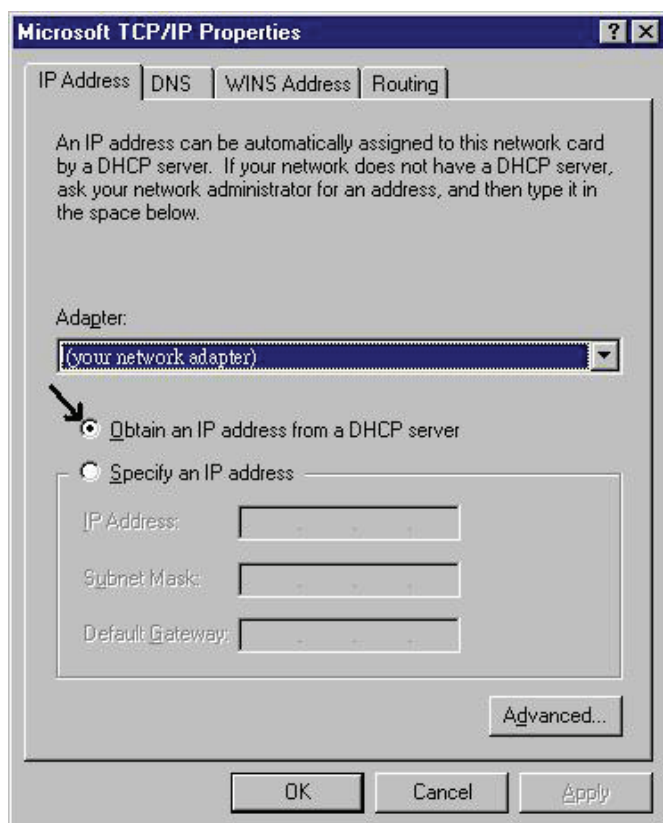 Microsoft TCP/IP Properties
IP Address DNS WINS Address Routing
An IP address can be automatically assigned to this network card
by a DHCP server. If your network does not have a DHCP server,
ask your network administrator for an address, and then type it in
the space below.
Adapter:
(your network adapter)
Obtain an IP address from a DHCP server
Specify an IP address
IP Address:
Subnet Mask:
Default Gateway:
Advanced...
OK Cancel Apply